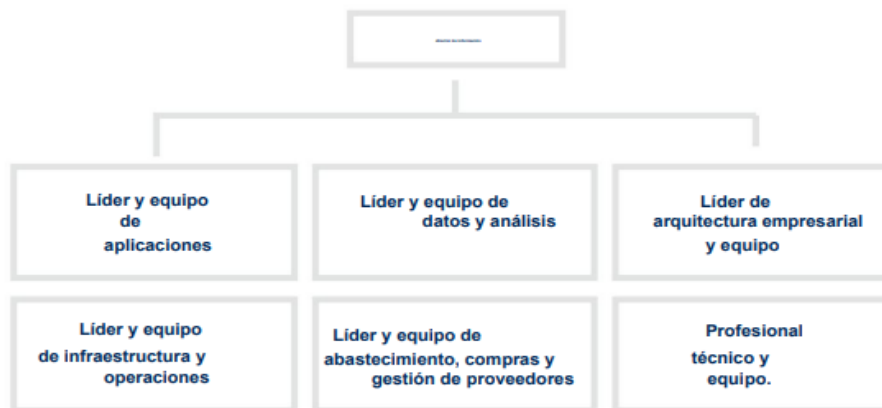 Líder y equipo
de
aplicaciones
Líder y equipo de
datos y análisis
Líder de
arquitectura empresarial
y equipo
Líder y equipo
de infraestructura y
operaciones
Líder y equipo de
abastecimiento, compras y
gestión de proveedores
Profesional
técnico y
equipo.